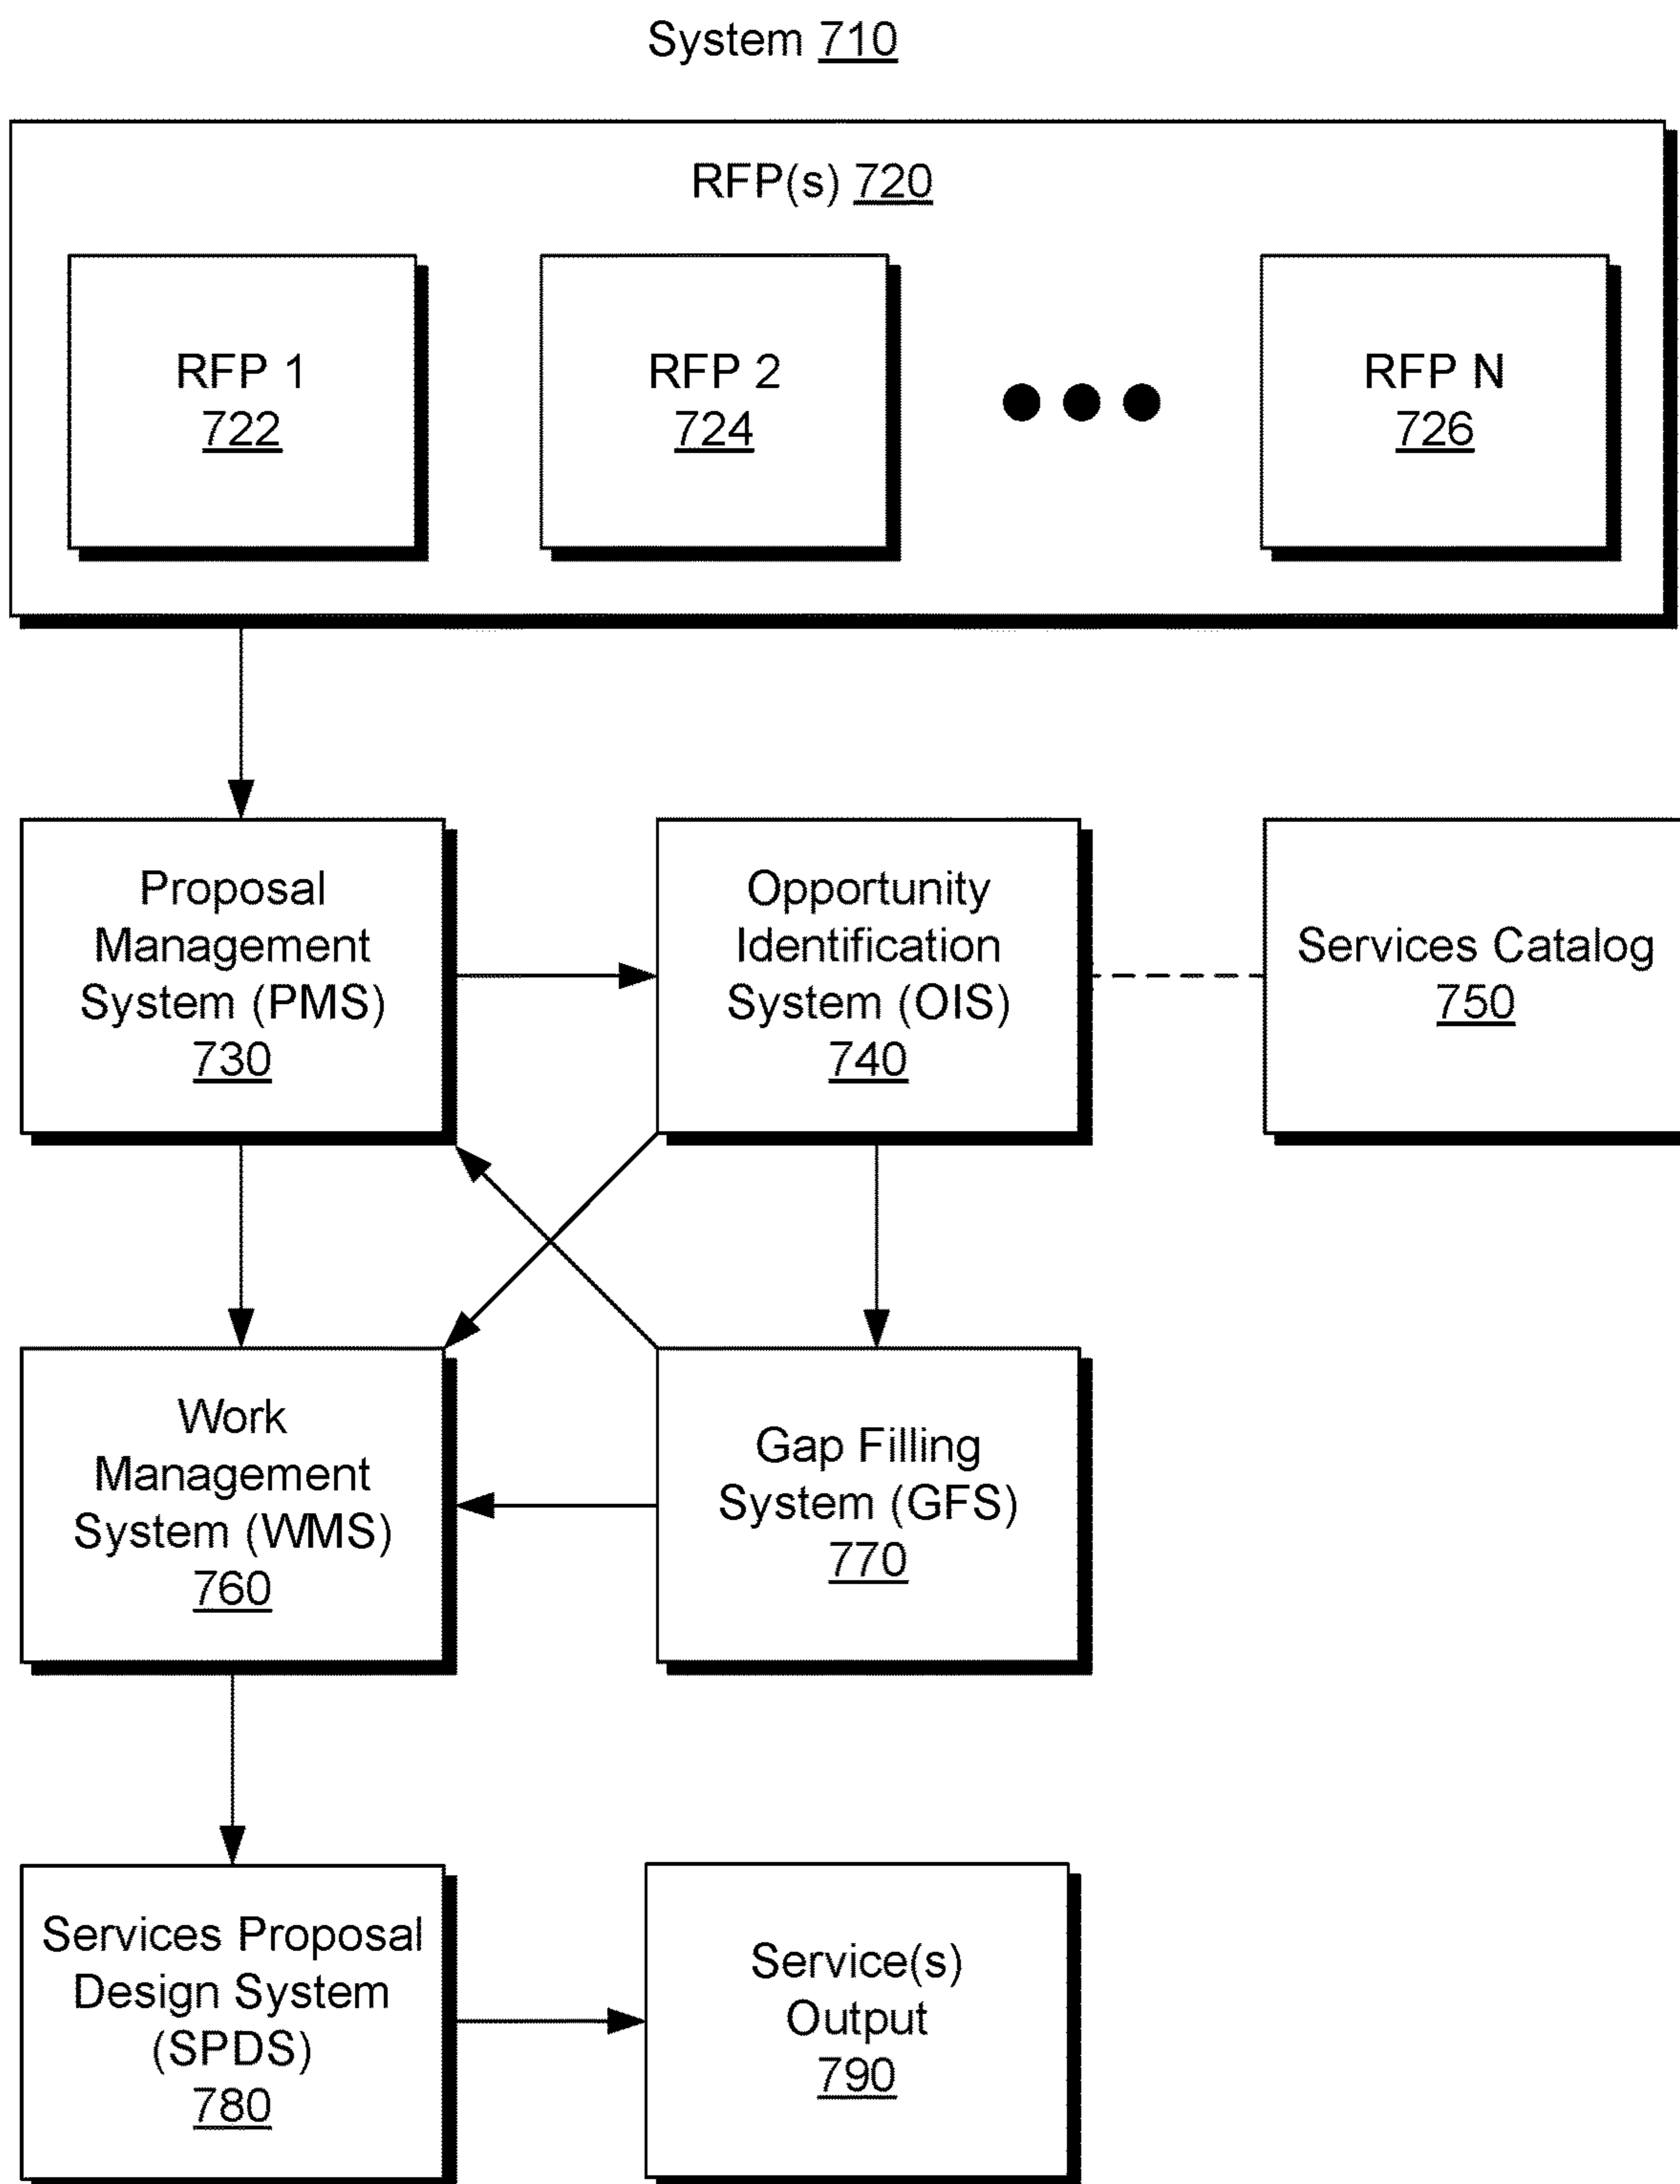 System 710
RFP(s) 720
RFP 1
722
RFP 2
724
RFP N
726
Proposal
Management
System (PMS)
730
Opportunity
Identification
System (OIS)
740
Services Catalog
750
Work
Management
System (WMS)
760
Gap Filling
System (GFS)
770
Services Proposal
Design System
(SPDS)
780
Service(s)
Output
790